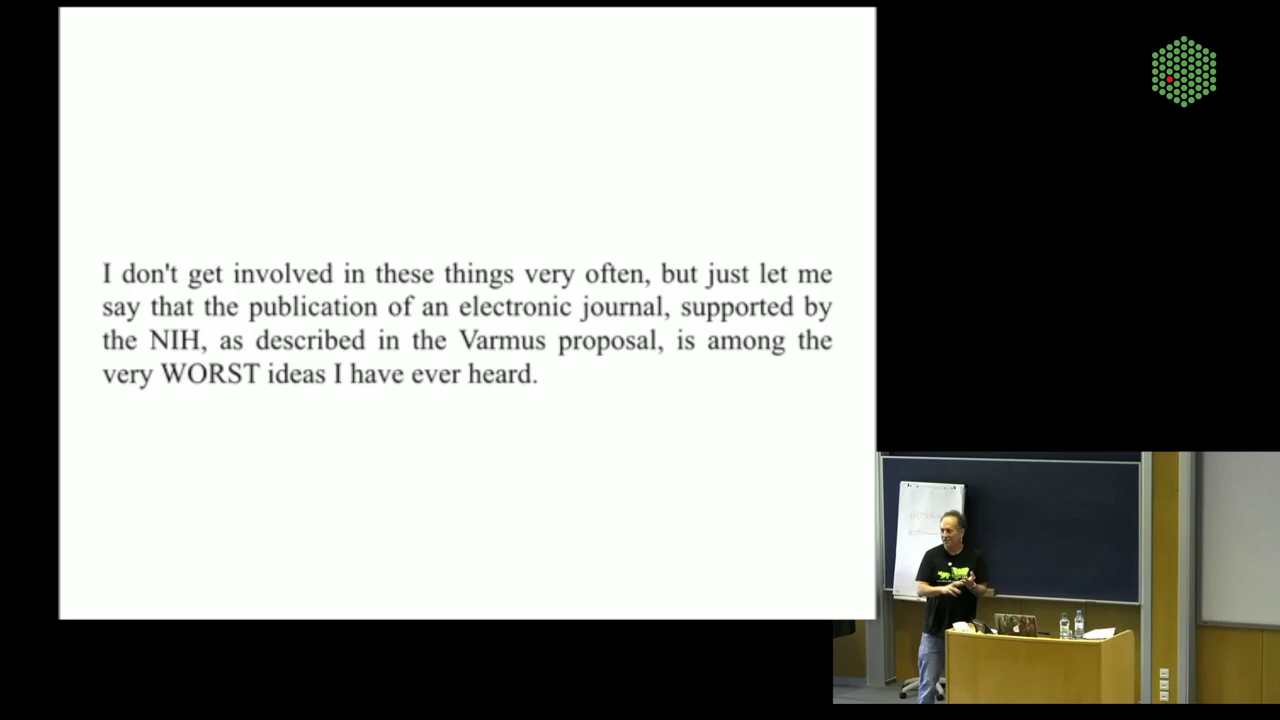 I don't get involved in these things very often, but just let me
say that the publication of an electronic journal, supported by
the NIH, as described in the Varmus proposal, is among the
very WORST ideas I have ever heard.